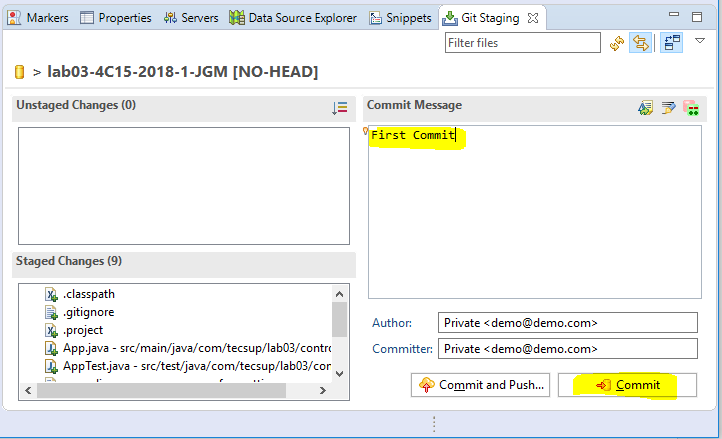 Markers Properties Servers Data Source Explorer Snippets Git Staging
Filter files
> lab03-4C15-2018-1-JGM [NO-HEAD]
Unstaged Changes (0)
Commit Message
First Commit
Staged Changes (9)
.classpath
.gitignore
.project
App.java - src/main/java/com/tecsup/lab03/contro
AppTest.java - src/test/java/com/tecsup/lab03/con
Author: Private <demo@demo.com>
Committer: Private <demo@demo.com>
Commit and Push... Commit